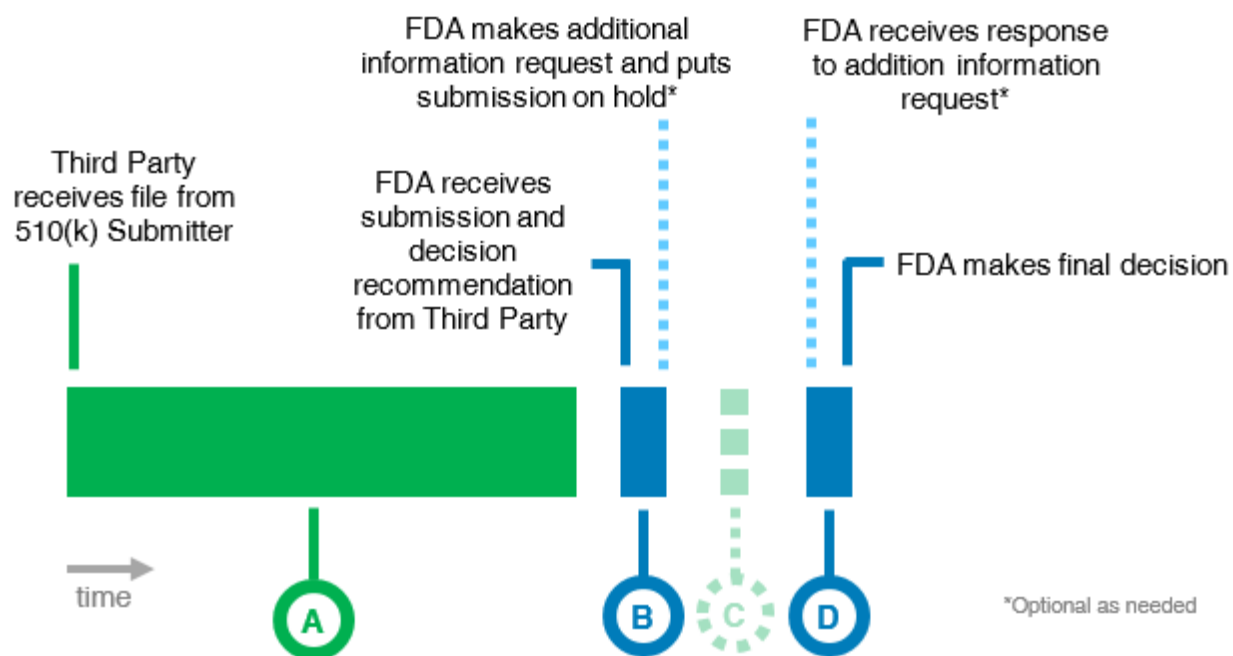 FDA makes additional
information request and puts
submission on hold*
FDA receives response
to addition information
request*
Third Party
receives file from
510(k) Submitter
FDA receives
submission and
decision
recommendation
from Third Party
FDA makes final decision
time
A
B
C
D
*Optional as needed